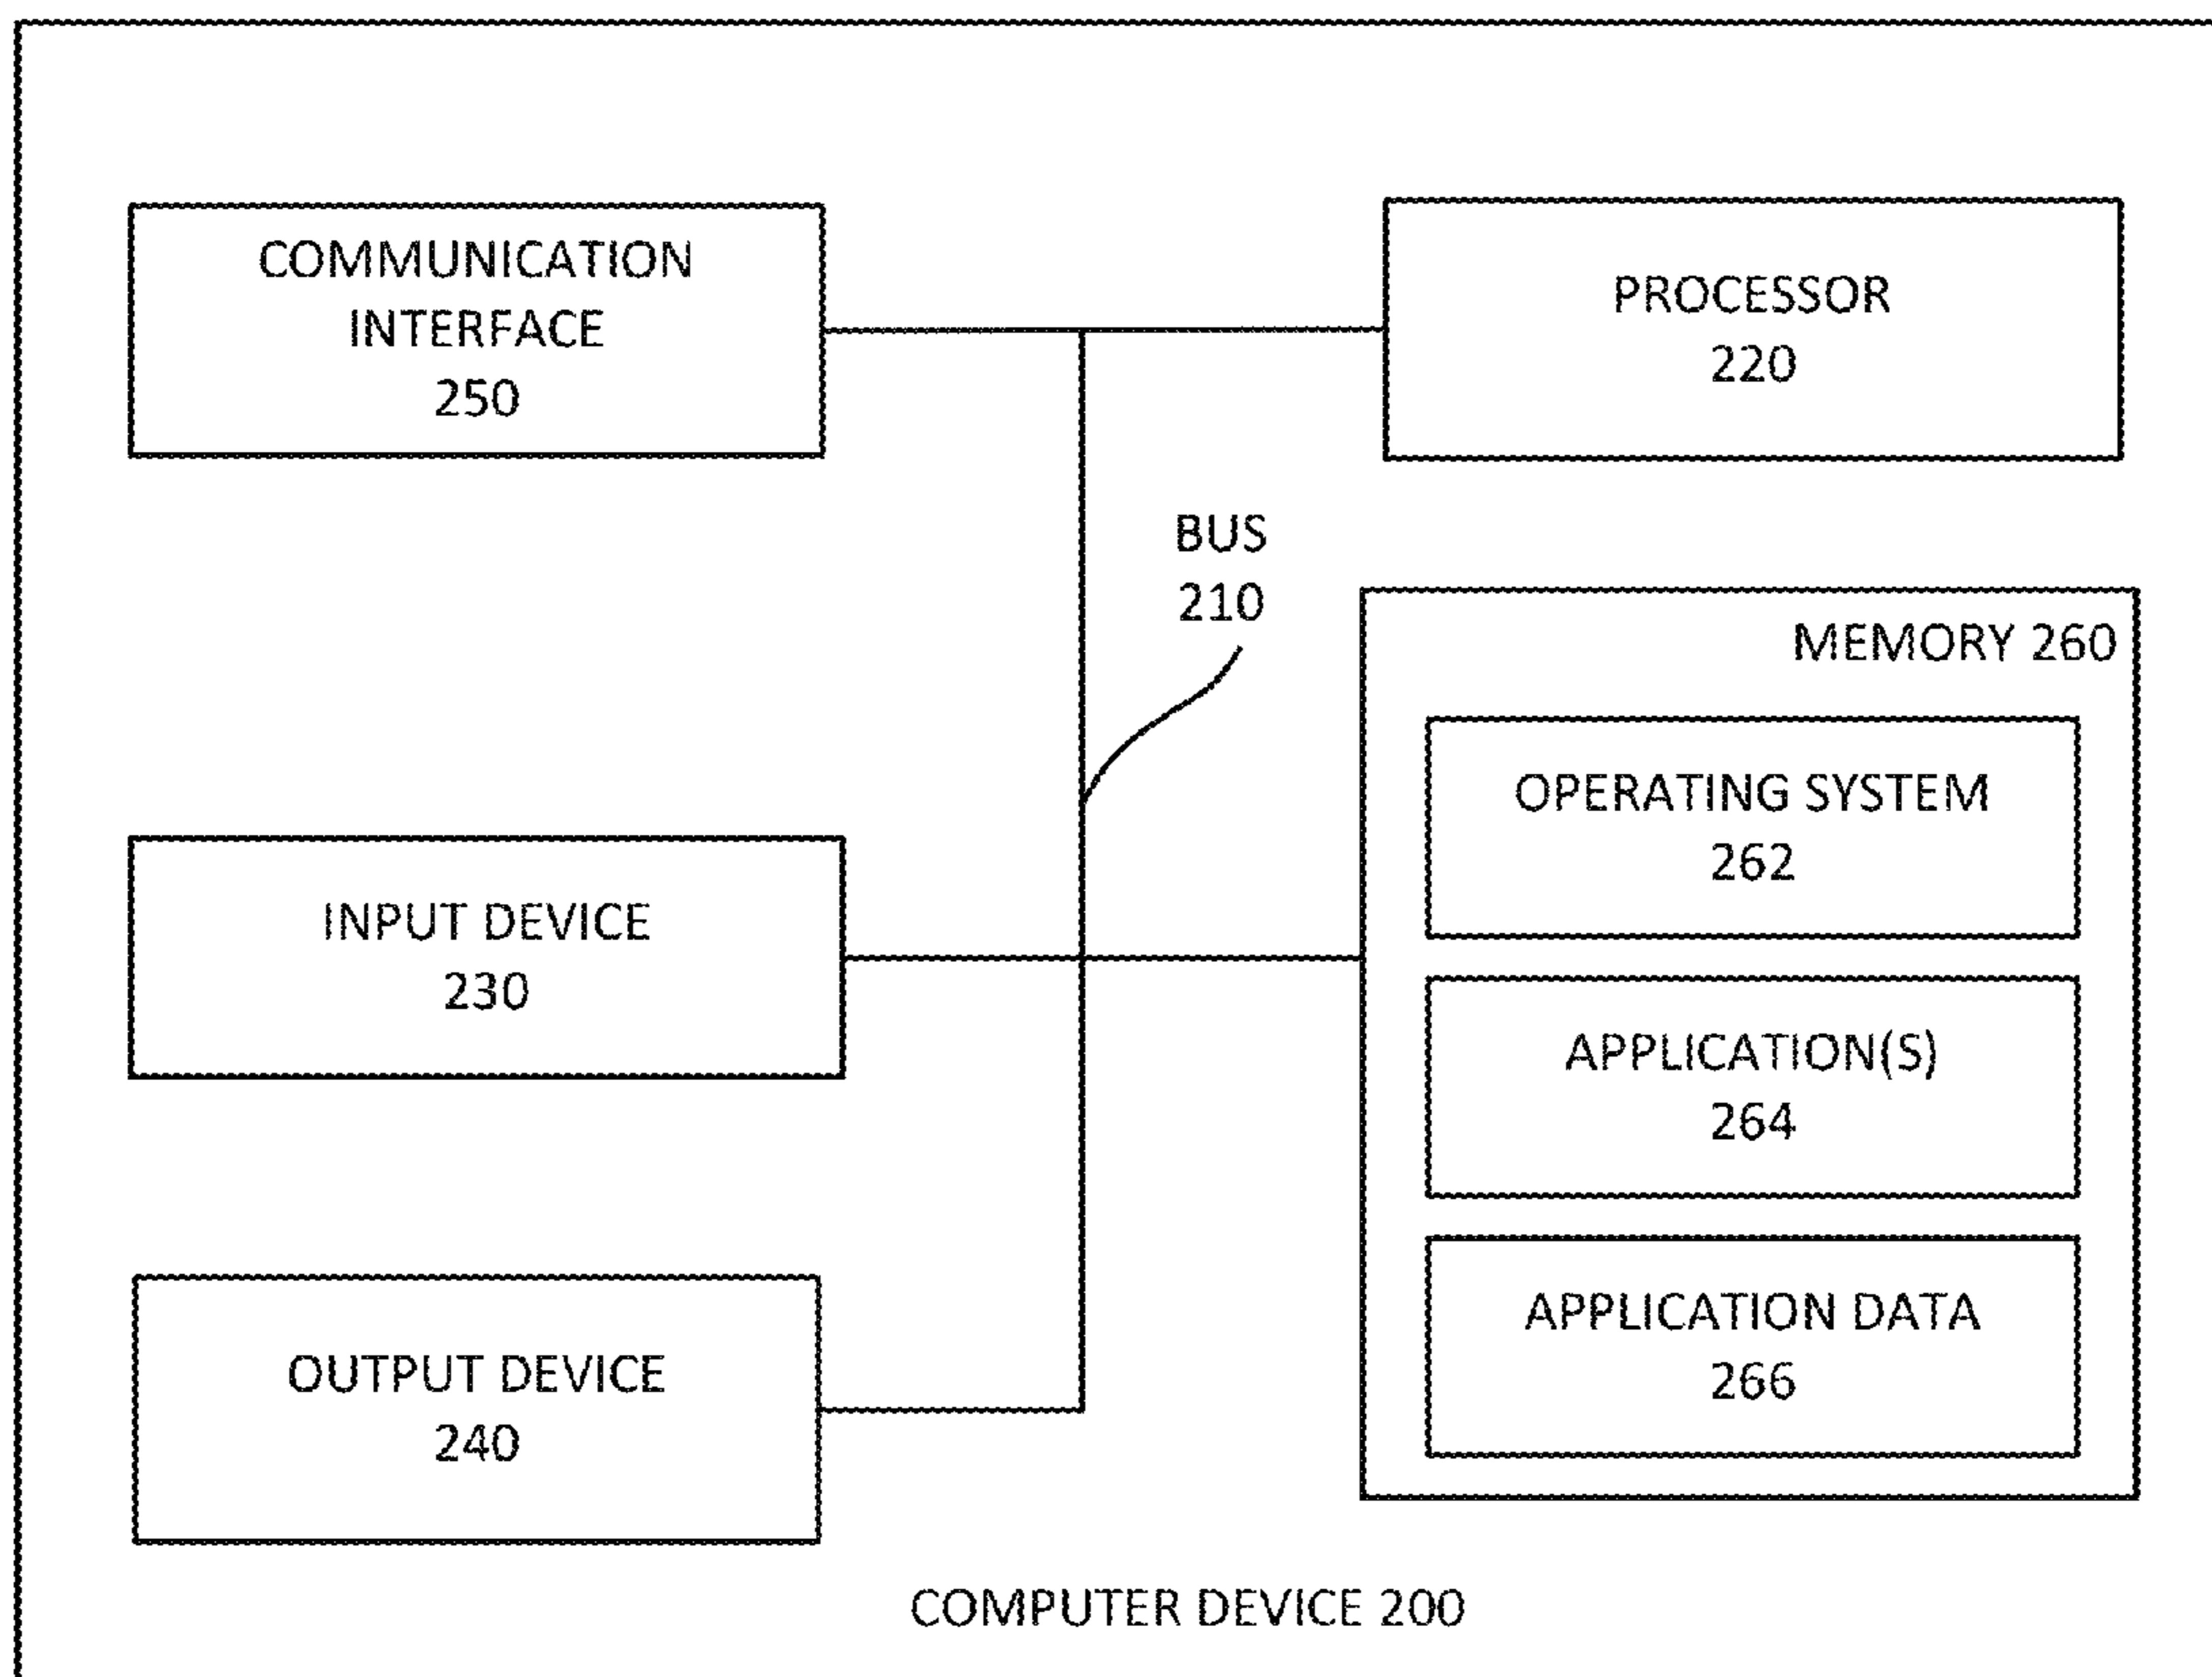 COMMUNICATION
INTERFACE
250
PROCESSOR
220
BUS
210
MEMORY 260
OPERATING SYSTEM
262
INPUT DEVICE
230
APPLICATION(S)
264
APPLICATION DATA
266
OUTPUT DEVICE
240
COMPUTER DEVICE 200